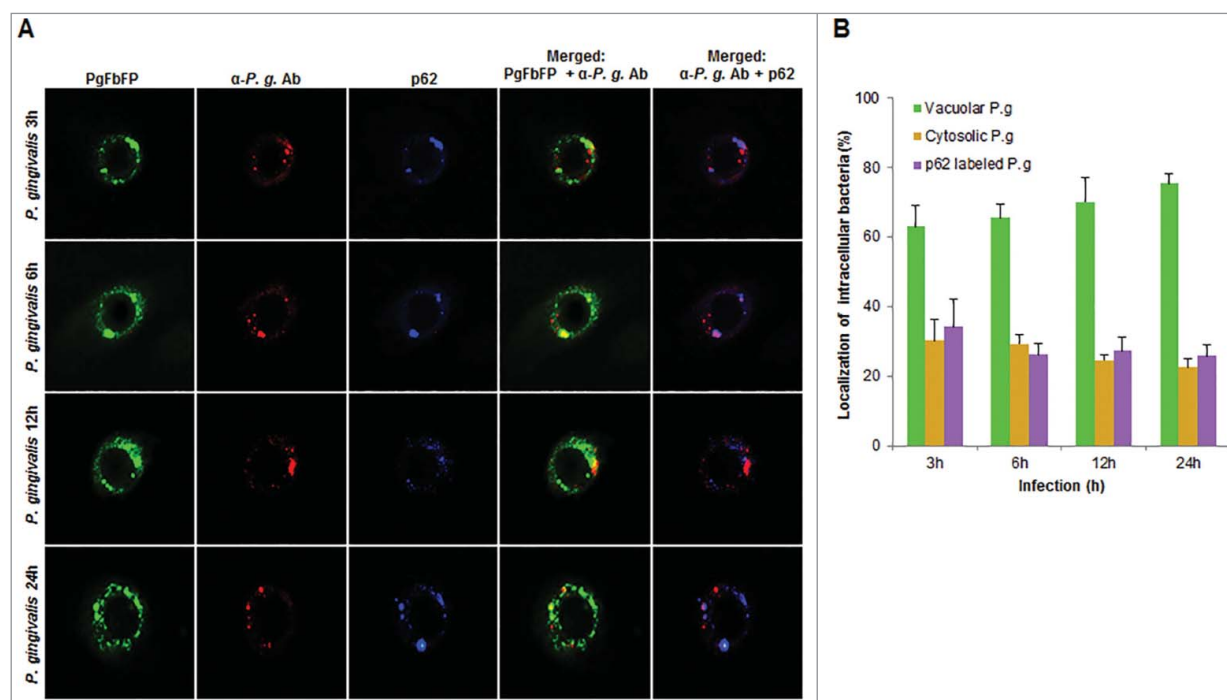 A
PgFbFP
α-P. g. Ab
p62
Merged:
PgFbFP + α-P. g. Ab
Merged:
α-P. g. Ab + p62
P. gingivalis 3h
P. gingivalis 6h
P. gingivalis 12h
P. gingivalis 24h
B
Localization of intracellular bacteria (%)
100
80
60
40
20
0
Vacuolar P.g
Cytosolic P.g
p62 labeled P.g
3h
6h
12h
24h
Infection (h)